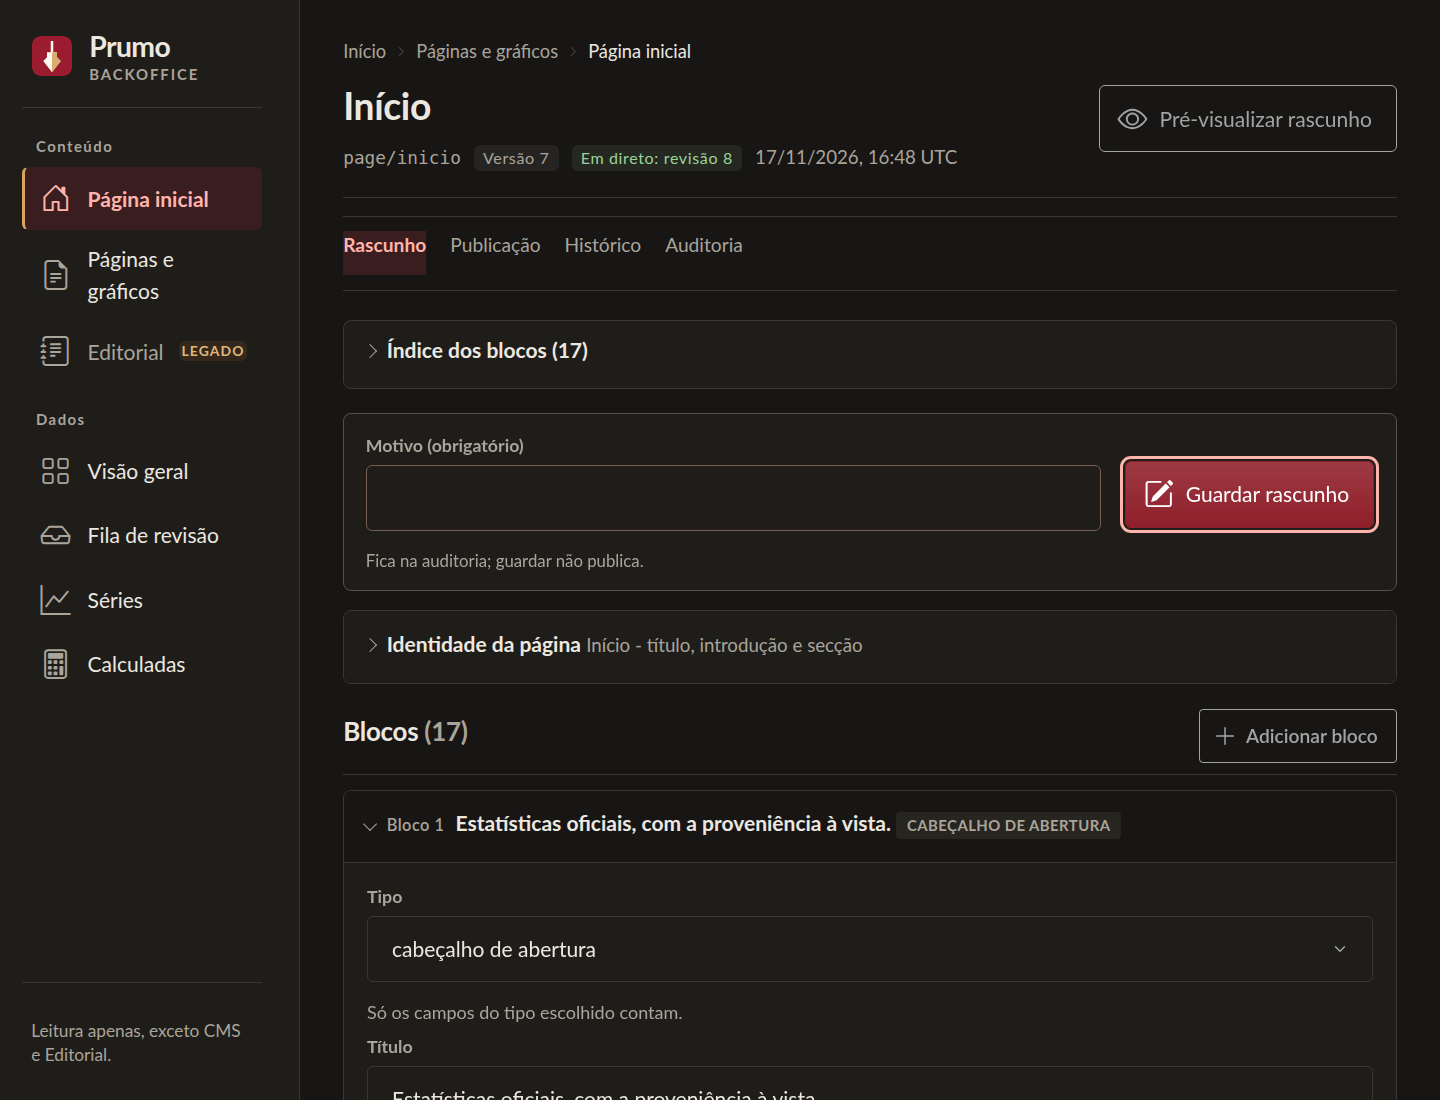 Prumo
BACKOFFICE
Conteúdo
Página inicial
Páginas e
gráficos
Editorial LEGADO
Dados
Visão geral
Fila de revisão
Séries
Calculadas
Leitura apenas, exceto CMS
e Editorial.
Início Páginas e gráficos Página inicial
Início
Pré-visualizar rascunho
page/inicio Versão 7 Em direto: revisão 8 17/11/2026, 16:48 UTC
Rascunho Publicação Histórico Auditoria
Índice dos blocos (17)
Motivo (obrigatório)
Guardar rascunho
Fica na auditoria; guardar não publica.
Identidade da página Início - título, introdução e secção
Blocos (17)
Adicionar bloco
Bloco 1 Estatísticas oficiais, com a proveniência à vista. CABEÇALHO DE ABERTURA
Tipo
cabeçalho de abertura
Só os campos do tipo escolhido contam.
Título
Estatísticas oficiais, com a proveniência à vista.